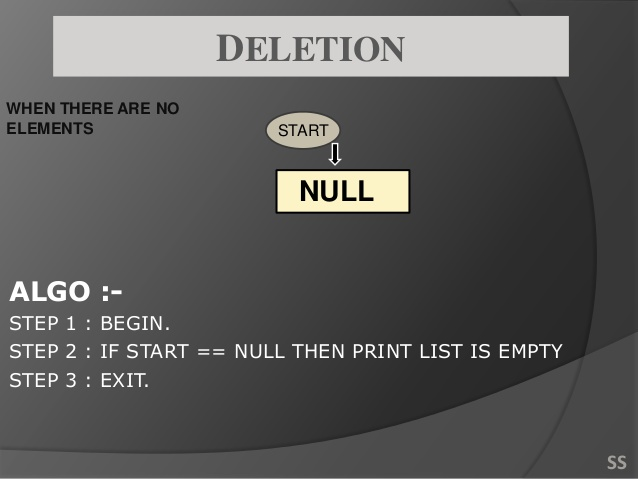 DELETION
WHEN THERE ARE NO
ELEMENTS
START
NULL
ALGO :-
STEP 1 : BEGIN.
STEP 2 : IF START == NULL THEN PRINT LIST IS EMPTY
STEP 3 : EXIT.
SS